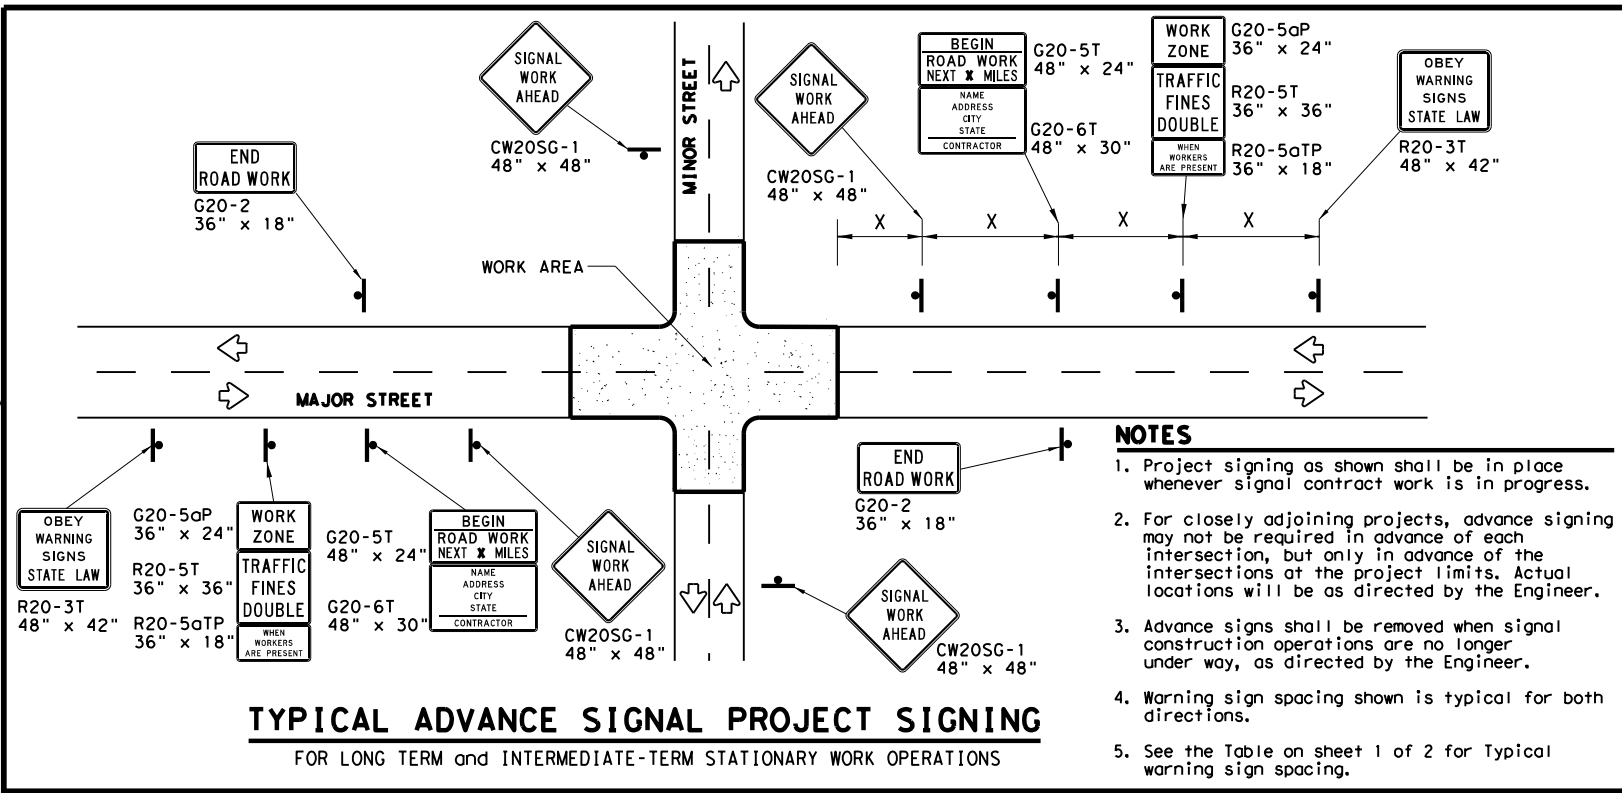 SIGNAL
WORK
AHEAD
CW20SG-1
48" x 48"
END
ROAD WORK
G20-2
36" x 18"
MINOR STREET
SIGNAL
WORK
AHEAD
CW20SG-1
48" x 48"
BEGIN
ROAD WORK
NEXT X MILES
NAME
ADDRESS
CITY
STATE
CONTRACTOR
G20-5T
48" x 24"
G20-6T
48" x 30"
WORK
ZONE
TRAFFIC
FINES
DOUBLE
WHEN
WORKERS
ARE PRESENT
G20-5aP
36" x 24"
R20-5T
36" x 36"
R20-5aTP
36" x 18"
OBEY
WARNING
SIGNS
STATE LAW
R20-3T
48" x 42"
X X X X
WORK AREA
MAJOR STREET
OBEY
WARNING
SIGNS
STATE LAW
R20-3T
48" x 42"
G20-5aP
36" x 24"
R20-5T
36" x 36"
R20-5aTP
36" x 18"
WORK
ZONE
TRAFFIC
FINES
DOUBLE
WHEN
WORKERS
ARE PRESENT
G20-5T
48" x 24"
G20-6T
48" x 30"
BEGIN
ROAD WORK
NEXT X MILES
NAME
ADDRESS
CITY
STATE
CONTRACTOR
SIGNAL
WORK
AHEAD
CW20SG-1
48" x 48"
END
ROAD WORK
G20-2
36" x 18"
SIGNAL
WORK
AHEAD
CW20SG-1
48" x 48"
TYPICAL ADVANCE SIGNAL PROJECT SIGNING
FOR LONG TERM and INTERMEDIATE-TERM STATIONARY WORK OPERATIONS
NOTES
1. Project signing as shown shall be in place
whenever signal contract work is in progress.
2. For closely adjoining projects, advance signing
may not be required in advance of each
intersection, but only in advance of the
intersections at the project limits. Actual
locations will be as directed by the Engineer.
3. Advance signs shall be removed when signal
construction operations are no longer
under way, as directed by the Engineer.
4. Warning sign spacing shown is typical for both
directions.
5. See the Table on sheet 1 of 2 for Typical
warning sign spacing.